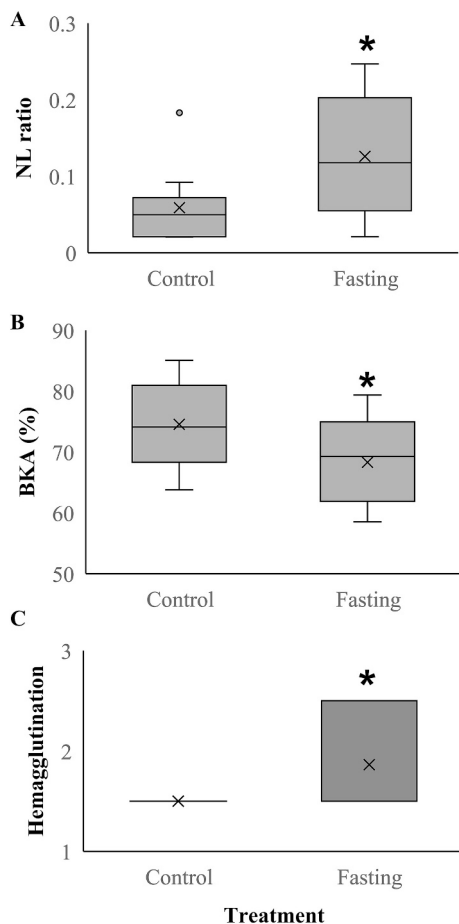 A
NL ratio
0.3
0.2
0.1
0
*
Control Fasting
B
BKA (%)
90
80
70
60
50
*
Control Fasting
C
Hemagglutination
3
2
1
*
Control Fasting
Treatment